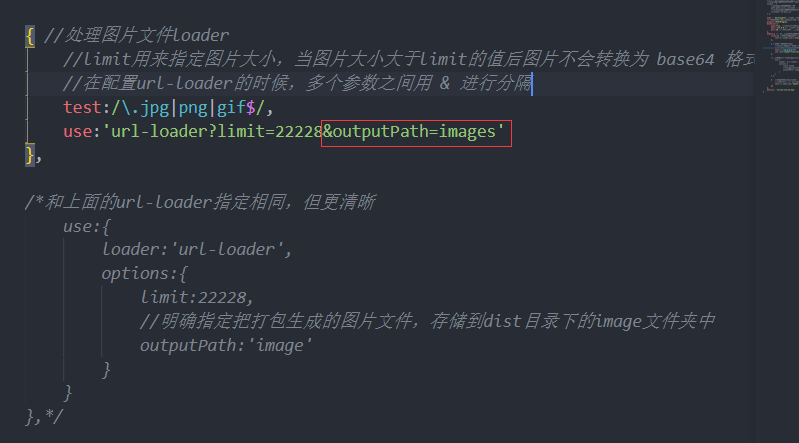 { //处理图片文件loader
//limit用来指定图片大小，当图片大小大于limit的值后图片不会转换为 base64 格式
//在配置url-loader的时候，多个参数之间用 & 进行分隔
test:/\.jpg|png|gif$/,
use:'url-loader?limit=22228&outputPath=images'
},
/*和上面的url-loader指定相同，但更清晰
use:{
loader:'url-loader',
options:{
limit:22228,
//明确指定把打包生成的图片文件，存储到dist目录下的image文件夹中
outputPath:'image'
}
}
},*/